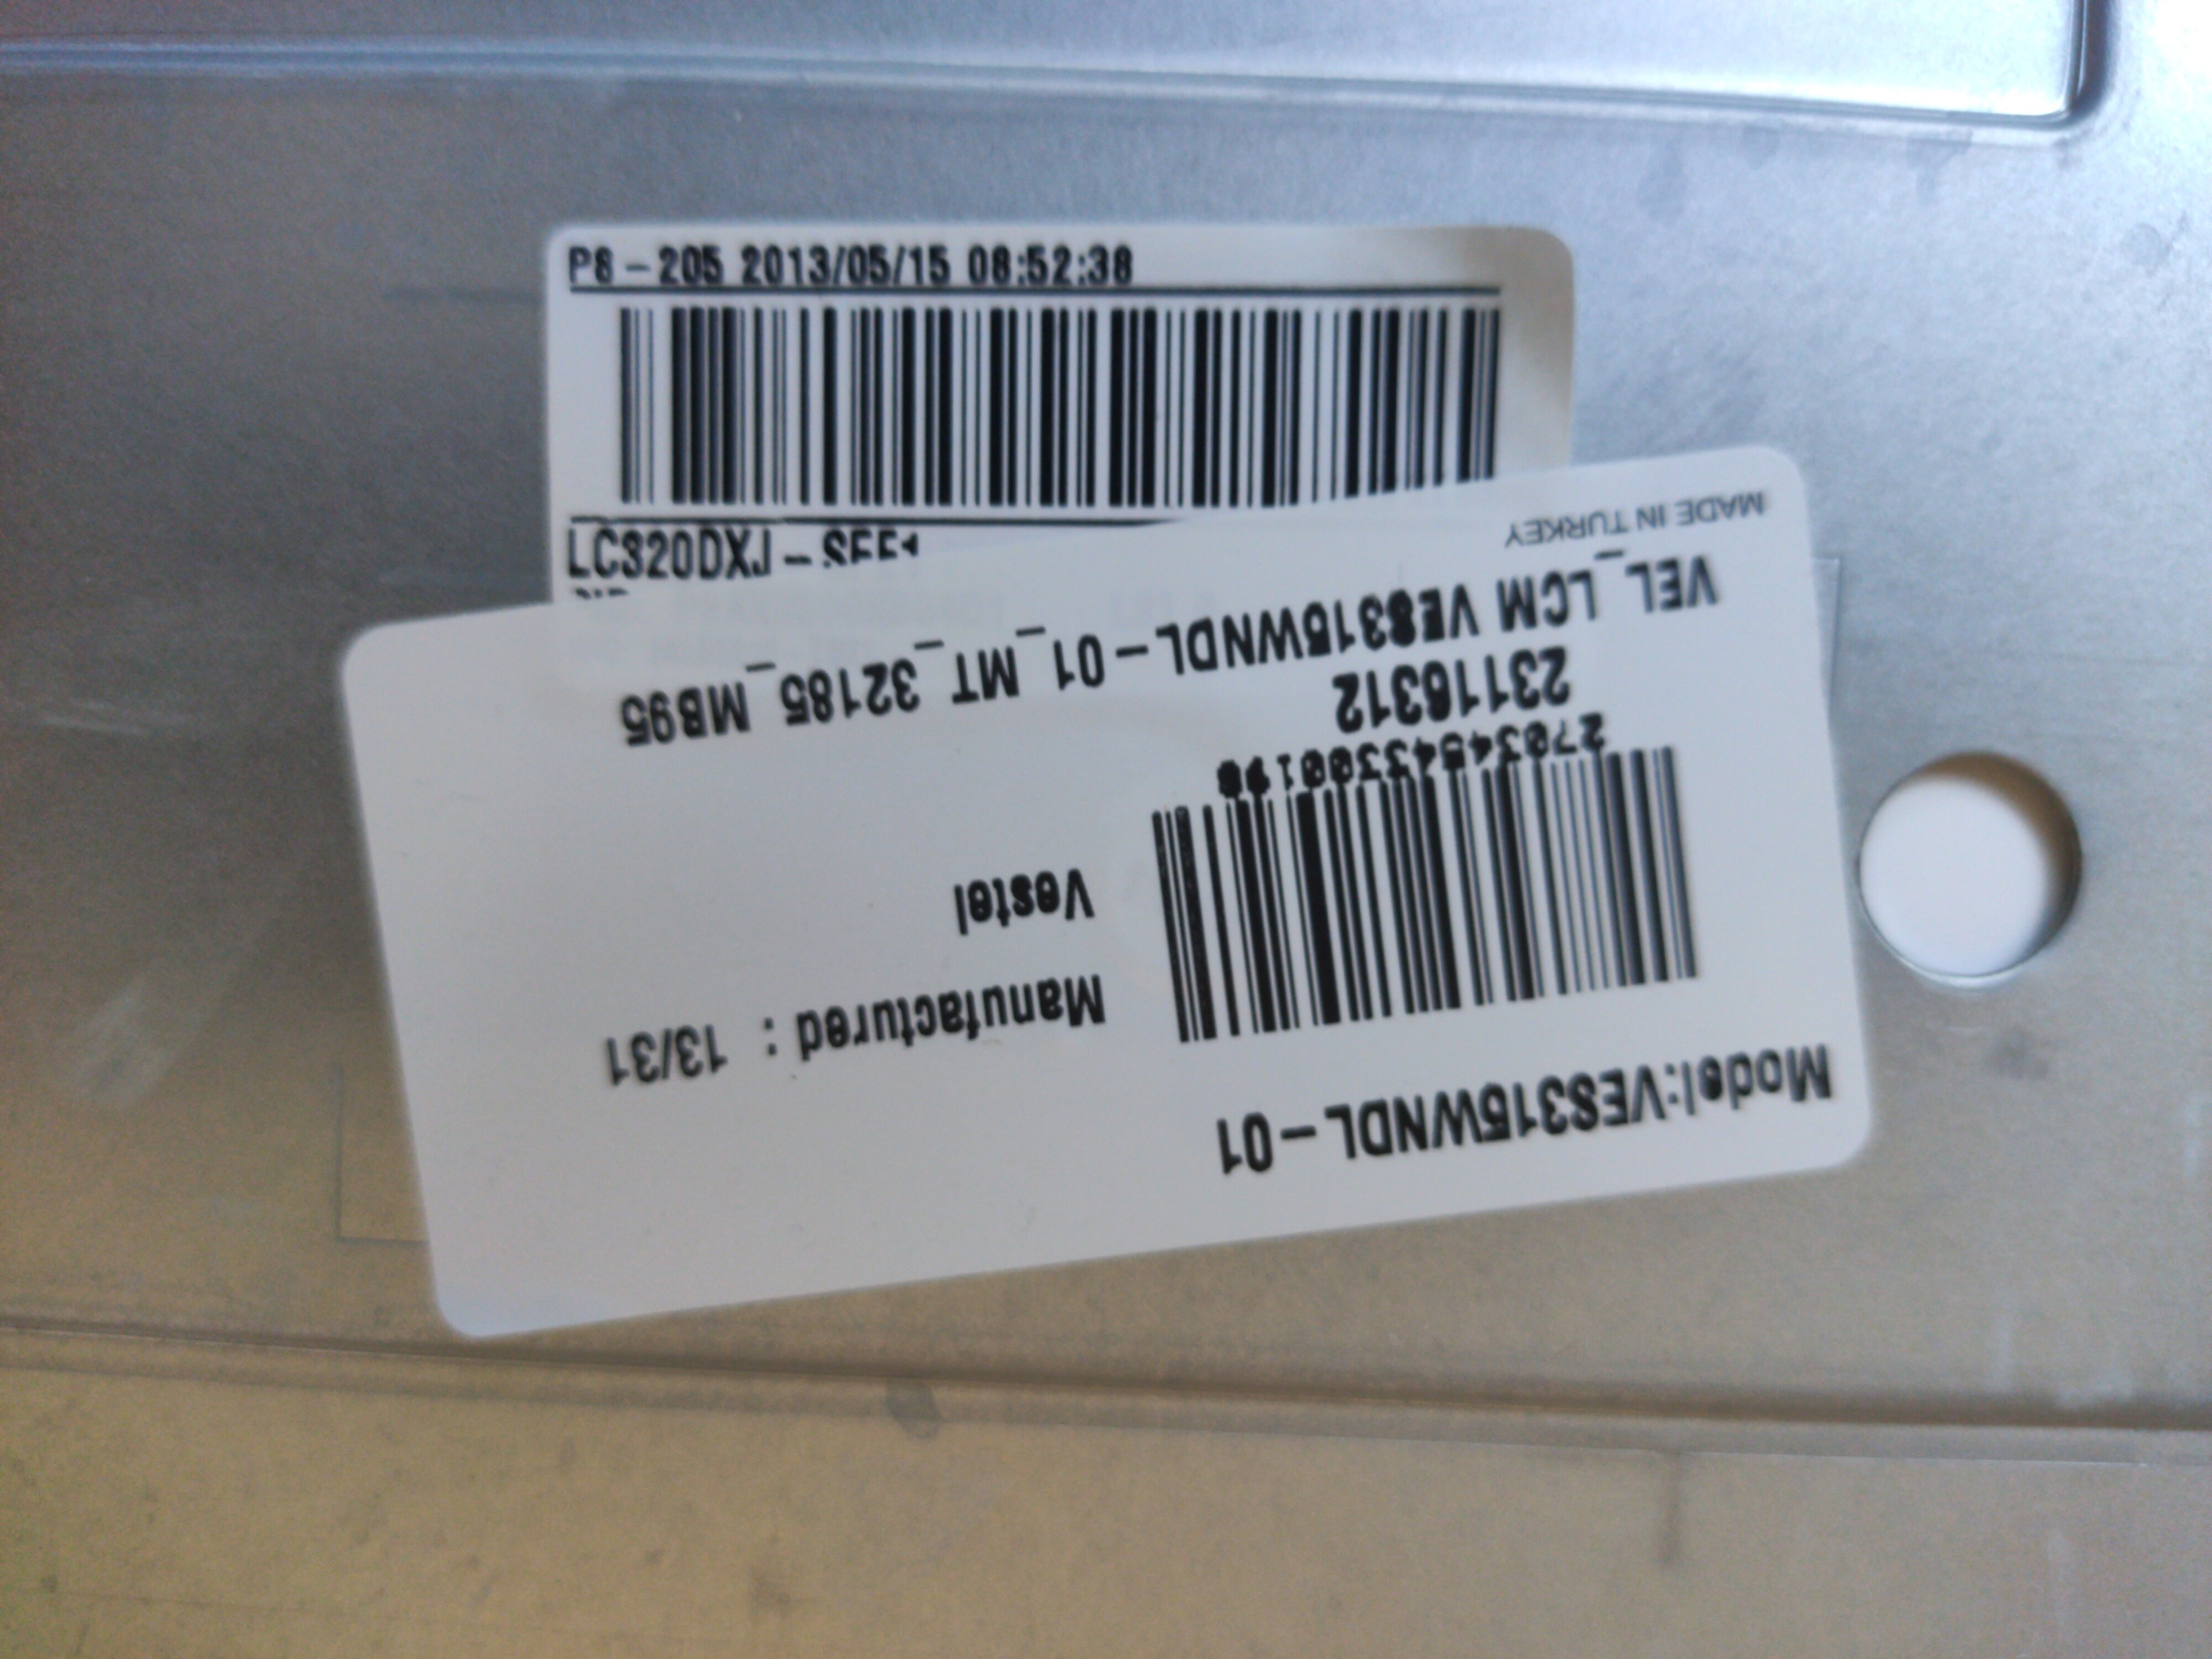 P8-205 2013/05/15 08:52:38
LC320DXJ-SFE1
Model:VES315WNDL-01
Manufactured : 13/31
Vestel
23116312
VEL_LCM VES315WNDL-01_MT_32185_MB95
MADE IN TURKEY